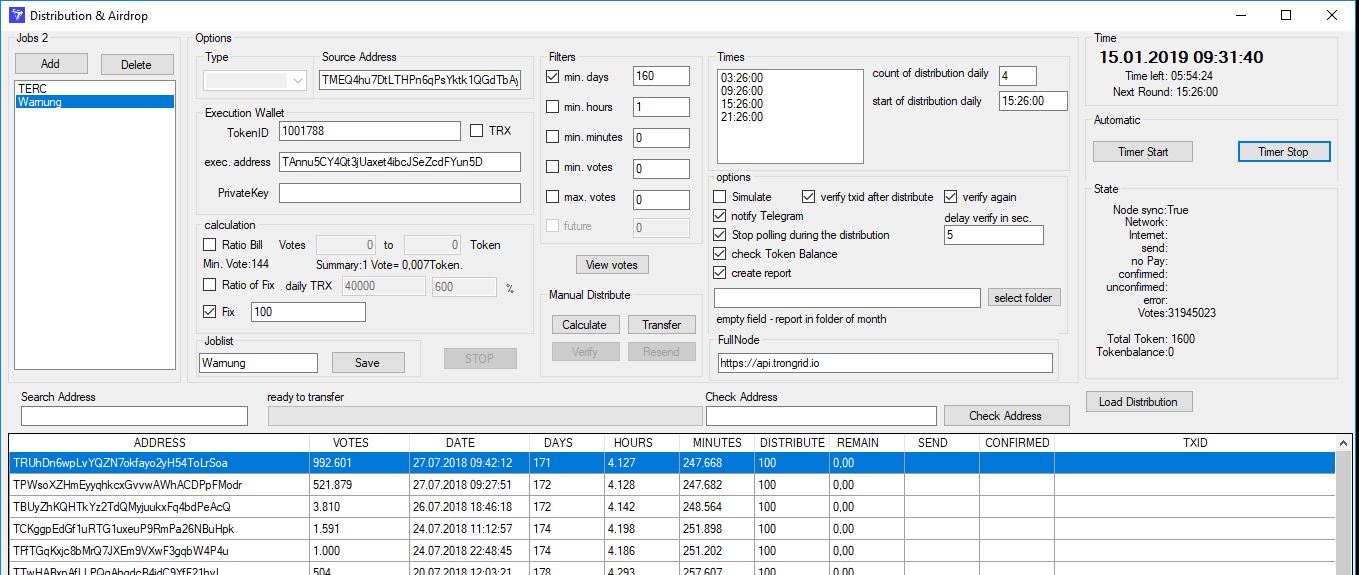 Distribution & Airdrop
Jobs 2
Add Delete
TERC
Warnung
Options
Type
Source Address
TMEQ4hu7DtLTHPn6qPsYktk1QGdTbAy
Execution Wallet
TokenID 1001788 TRX
exec. address TAnnu5CY4Qt3jUaxet4ibcJSeZcdFYun5D
PrivateKey
calculation
Ratio Bill Votes 0 to 0 Token
Min. Vote:144 Summary:1 Vote= 0,007Token.
Ratio of Fix daily TRX 40000 600 %
Fix 100
Joblist
Warnung Save STOP
Filters
min. days 160
min. hours 1
min. minutes 0
min. votes 0
max. votes 0
future 0
View votes
Manual Distribute
Calculate Transfer
Verify Resend
Times
03:26:00
09:26:00
15:26:00
21:26:00
count of distribution daily 4
start of distribution daily 15:26:00
options
Simulate verify txid after distribute verify again
notify Telegram delay verify in sec.
Stop polling during the distribution 5
check Token Balance
create report
select folder
empty field - report in folder of month
FullNode
https://api.trongrid.io
Time
15.01.2019 09:31:40
Time left: 05:54:24
Next Round: 15:26:00
Automatic
Timer Start Timer Stop
State
Node sync:True
Network:
Internet:
send:
no Pay:
confirmed:
unconfirmed:
error:
Votes:31945023
Total Token: 1600
Tokenbalance:0
Load Distribution
Search Address ready to transfer Check Address
Check Address
ADDRESS VOTES DATE DAYS HOURS MINUTES DISTRIBUTE REMAIN SEND CONFIRMED TXID
TRUhDn6wpLvYQZN7okfayo2yH54ToLrSoa 992.601 27.07.2018 09:42:12 171 4.127 247.668 100 0,00
TPWsoXZHmEyyqhkcxGvvwAWhACDPpFModr 521.879 27.07.2018 09:27:51 172 4.128 247.682 100 0,00
TBUyZhKQHTkYz2TdQMyjuukxFq4bdPeAcQ 3.810 26.07.2018 18:46:18 172 4.142 248.564 100 0,00
TCKggpEdGf1uRTG1uxeuP9RmPa26NBuHpk 1.591 24.07.2018 11:12:57 174 4.198 251.898 100 0,00
TPfTGqKxjc8bMrQ7JXEm9VXwF3gqbW4P4u 1.000 24.07.2018 22:48:45 174 4.186 251.202 100 0,00
504 20.07.2018 12:03:21 178 4.293 257.607 100 0,00